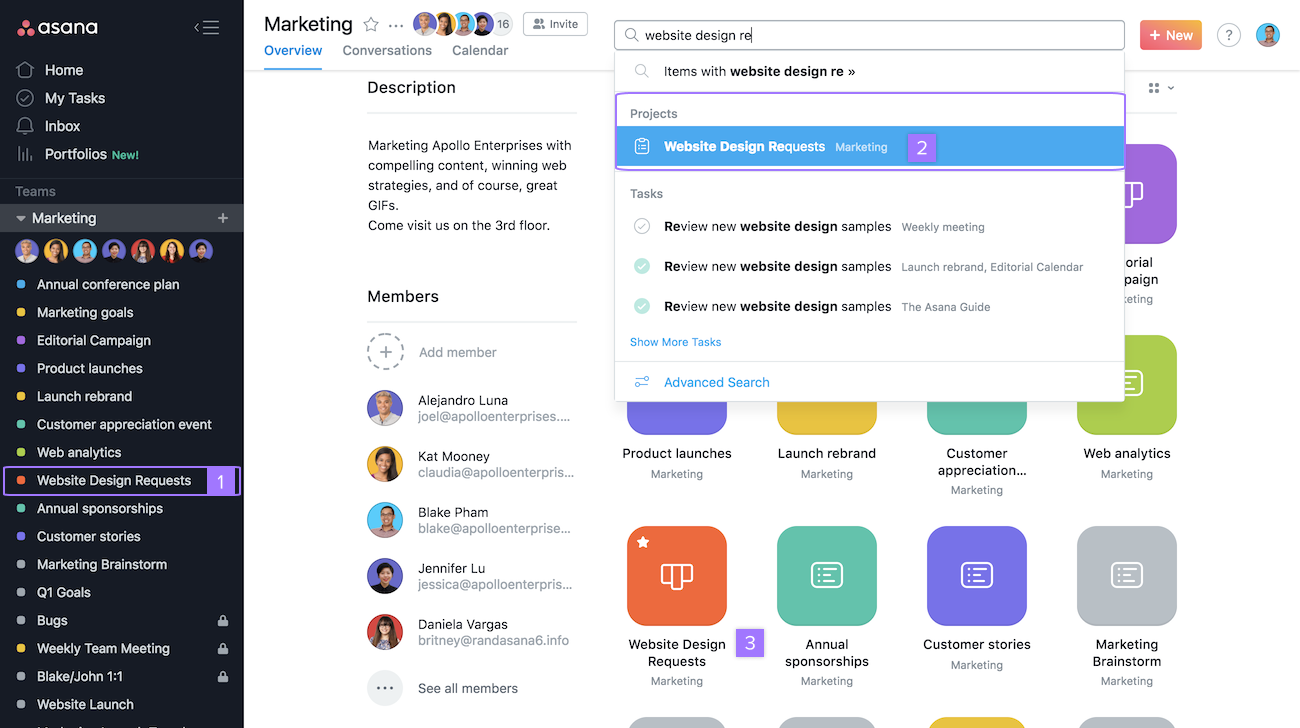 asana
Home
My Tasks
Inbox
Portfolios New!
Teams
Marketing +
Annual conference plan
Marketing goals
Editorial Campaign
Product launches
Launch rebrand
Customer appreciation event
Web analytics
Website Design Requests 1
Annual sponsorships
Customer stories
Marketing Brainstorm
Q1 Goals
Bugs
Weekly Team Meeting
Blake/John 1:1
Website Launch
Marketing
16
Invite
Overview
Conversations
Calendar
website design re
+ New
?
Items with website design re »
Projects
Website Design Requests Marketing 2
Tasks
Review new website design samples Weekly meeting
Review new website design samples Launch rebrand, Editorial Calendar
Review new website design samples The Asana Guide
Show More Tasks
Advanced Search
Description
Marketing Apollo Enterprises with
compelling content, winning web
strategies, and of course, great
GIFs.
Come visit us on the 3rd floor.
Members
Add member
Alejandro Luna
joel@apolloenterprises....
Kat Mooney
claudia@apolloenterpris...
Blake Pham
blake@apolloenterprise...
Jennifer Lu
jessica@apolloenterpris...
Daniela Vargas
britney@randasana6.info
See all members
orial
paign
keting
Product launches
Marketing
Launch rebrand
Marketing
Customer
appreciation...
Marketing
Web analytics
Marketing
Website Design
Requests
Marketing
3
Annual
sponsorships
Marketing
Customer stories
Marketing
Marketing
Brainstorm
Marketing